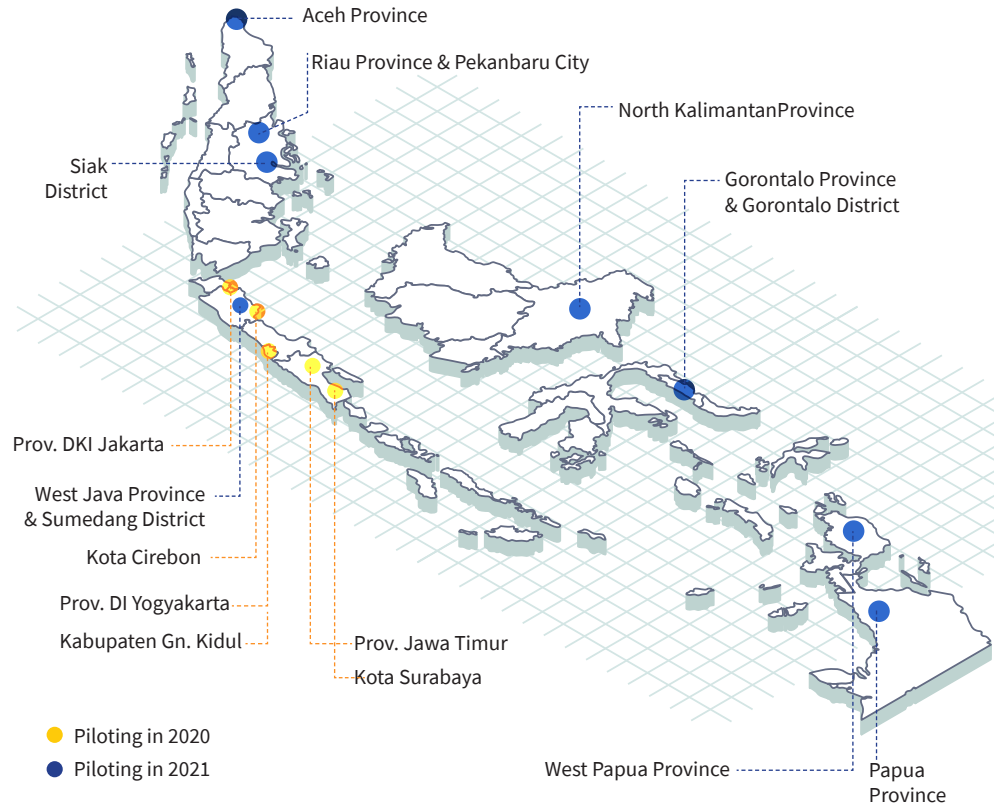 Aceh Province
Riau Province & Pekanbaru City
North KalimantanProvince
Siak
District
Gorontalo Province
& Gorontalo District
Prov. DKI Jakarta
West Java Province
& Sumedang District
Kota Cirebon
Prov. DI Yogyakarta
Kabupaten Gn. Kidul
Prov. Jawa Timur
Kota Surabaya
Piloting in 2020
Piloting in 2021
West Papua Province
Papua
Province